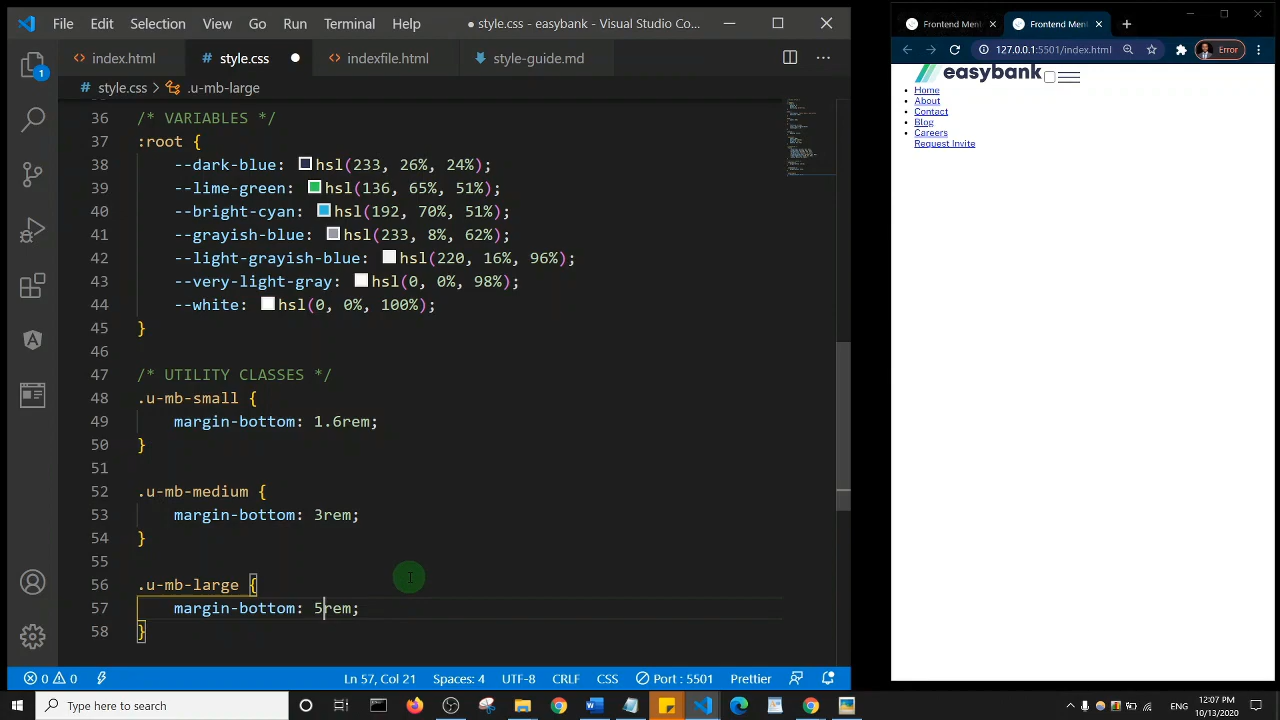 File Edit Selection View Go Run Terminal Help ● style.css - easybank - Visual Studio Co...
index.html style.css ● indexfile.html style-guide.md
style.css > .u-mb-large
36 /* VARIABLES */
37 :root {
38 --dark-blue: hsl(233, 26%, 24%);
39 --lime-green: hsl(136, 65%, 51%);
40 --bright-cyan: hsl(192, 70%, 51%);
41 --grayish-blue: hsl(233, 8%, 62%);
42 --light-grayish-blue: hsl(220, 16%, 96%);
43 --very-light-gray: hsl(0, 0%, 98%);
44 --white: hsl(0, 0%, 100%);
45 }
46
47 /* UTILITY CLASSES */
48 .u-mb-small {
49 margin-bottom: 1.6rem;
50 }
51
52 .u-mb-medium {
53 margin-bottom: 3rem;
54 }
55
56 .u-mb-large {
57 margin-bottom: 5rem;
58 }
1
0 0 Ln 57, Col 21 Spaces: 4 UTF-8 CRLF CSS Port : 5501 Prettier
Frontend Men Frontend Men
127.0.0.1:5501/index.html Error
easybank
Home
About
Contact
Blog
Careers
Request Invite
Type here to search
ENG
12:07 PM
10/13/2020